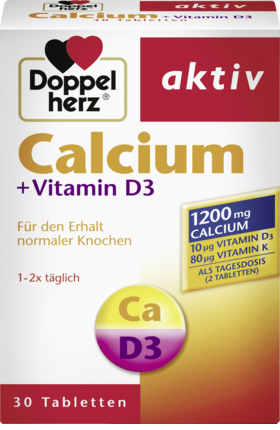 Doppel
herz®
aktiv
Calcium
+ Vitamin D3
Für den Erhalt
normaler Knochen
1-2x täglich
1200 mg
CALCIUM
10 µg VITAMIN D3
80 µg VITAMIN K
ALS TAGESDOSIS
(2 TABLETTEN)
Ca
D3
30 Tabletten